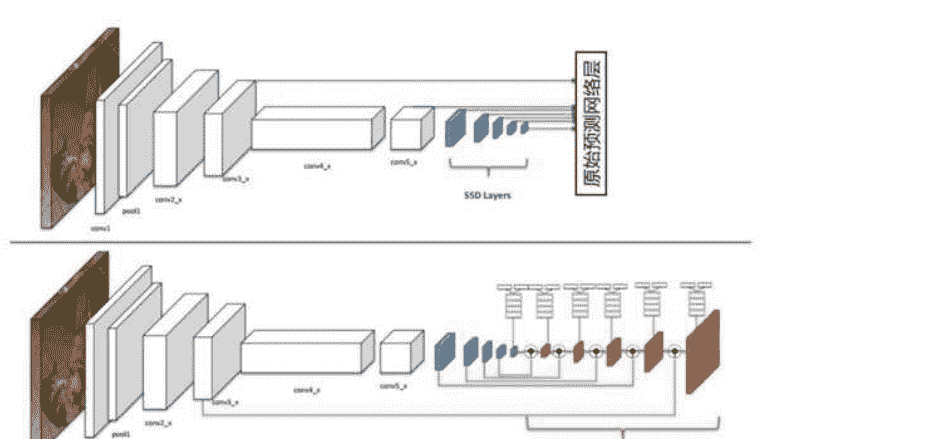 conv1
pool1
conv2_x
conv3_x
conv4_x
conv5_x
SSD Layers
原始预测网络层
pool1
conv2_x
conv3_x
conv4_x
conv5_x